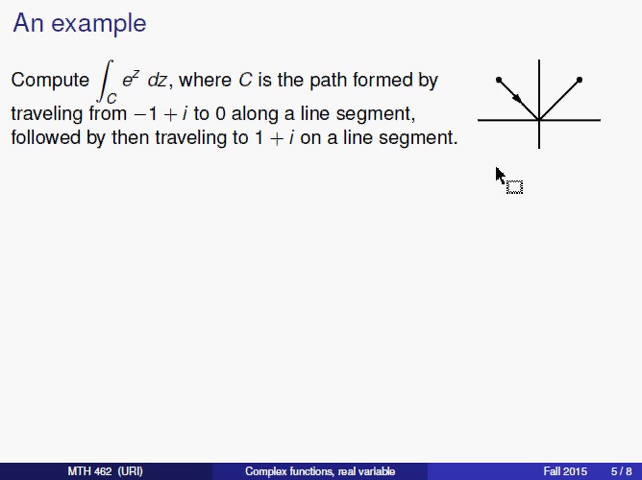 An example
Compute ∫_C e^z dz, where C is the path formed by
traveling from −1 + i to 0 along a line segment,
followed by then traveling to 1 + i on a line segment.
MTH 462 (URI) Complex functions, real variable Fall 2015 5 / 8